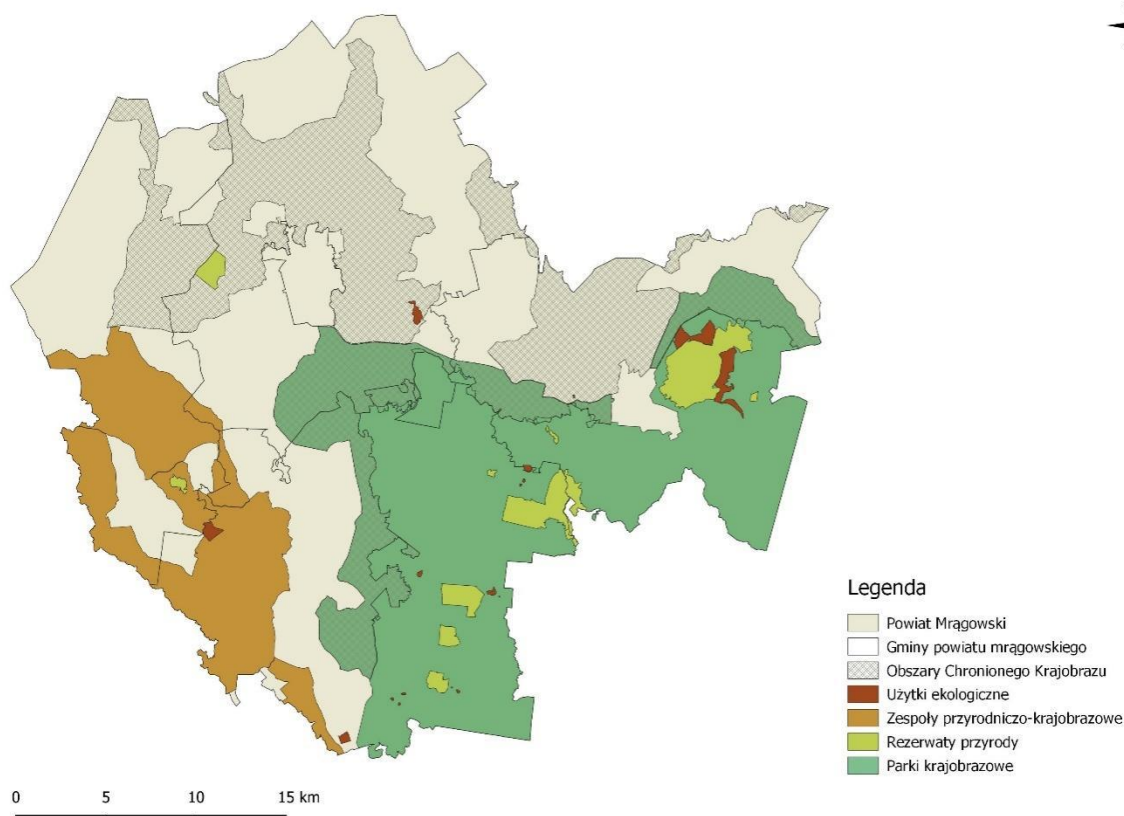 Legenda
Powiat Mrągowski
Gminy powiatu mrągowskiego
Obszary Chronionego Krajobrazu
Użytki ekologiczne
Zespoły przyrodniczo-krajobrazowe
Rezerwaty przyrody
Parki krajobrazowe
0 5 10 15 km